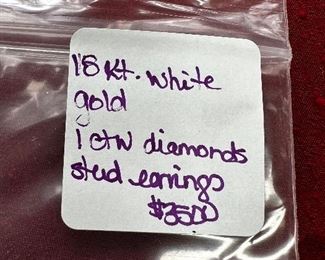 18 Kt. white
gold
1 ctw diamonds
stud earrings
$3500